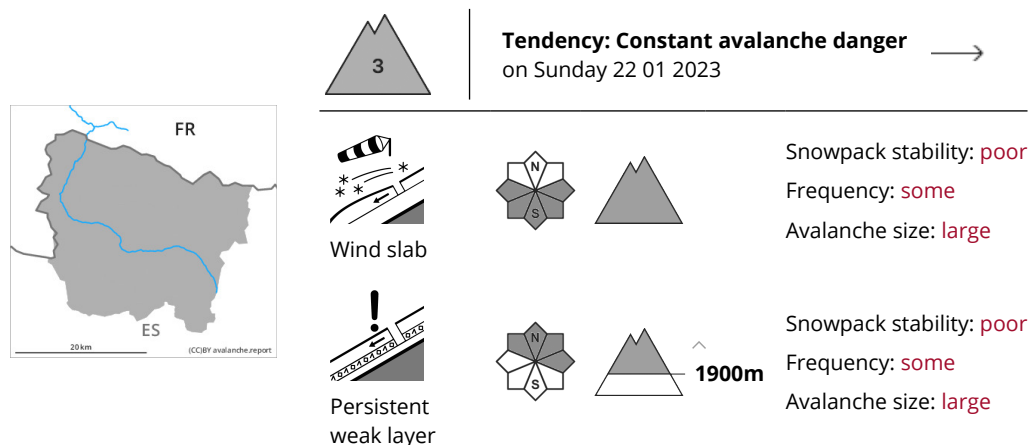 3
Tendency: Constant avalanche danger
on Sunday 22 01 2023
FR
ES
20 km
(CC)BY avalanche.report
N
S
Wind slab
Snowpack stability: poor
Frequency: some
Avalanche size: large
N
S
1900m
Persistent
weak layer
Snowpack stability: poor
Frequency: some
Avalanche size: large